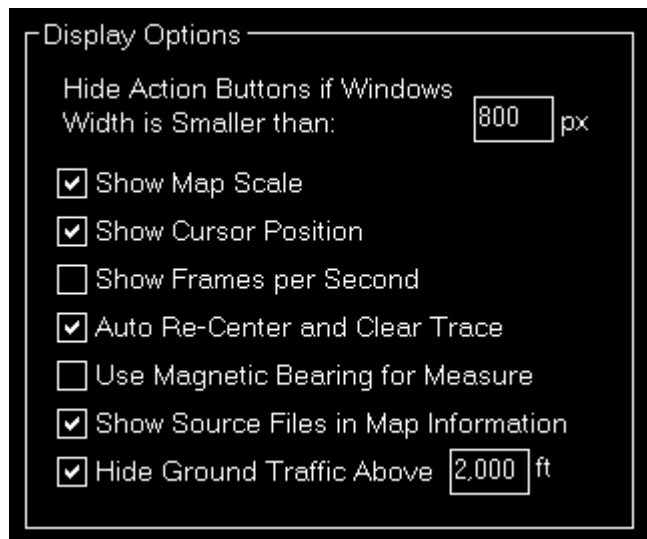 Display Options
Hide Action Buttons if Windows
Width is Smaller than: 800 px
Show Map Scale
Show Cursor Position
Show Frames per Second
Auto Re-Center and Clear Trace
Use Magnetic Bearing for Measure
Show Source Files in Map Information
Hide Ground Traffic Above 2,000 ft